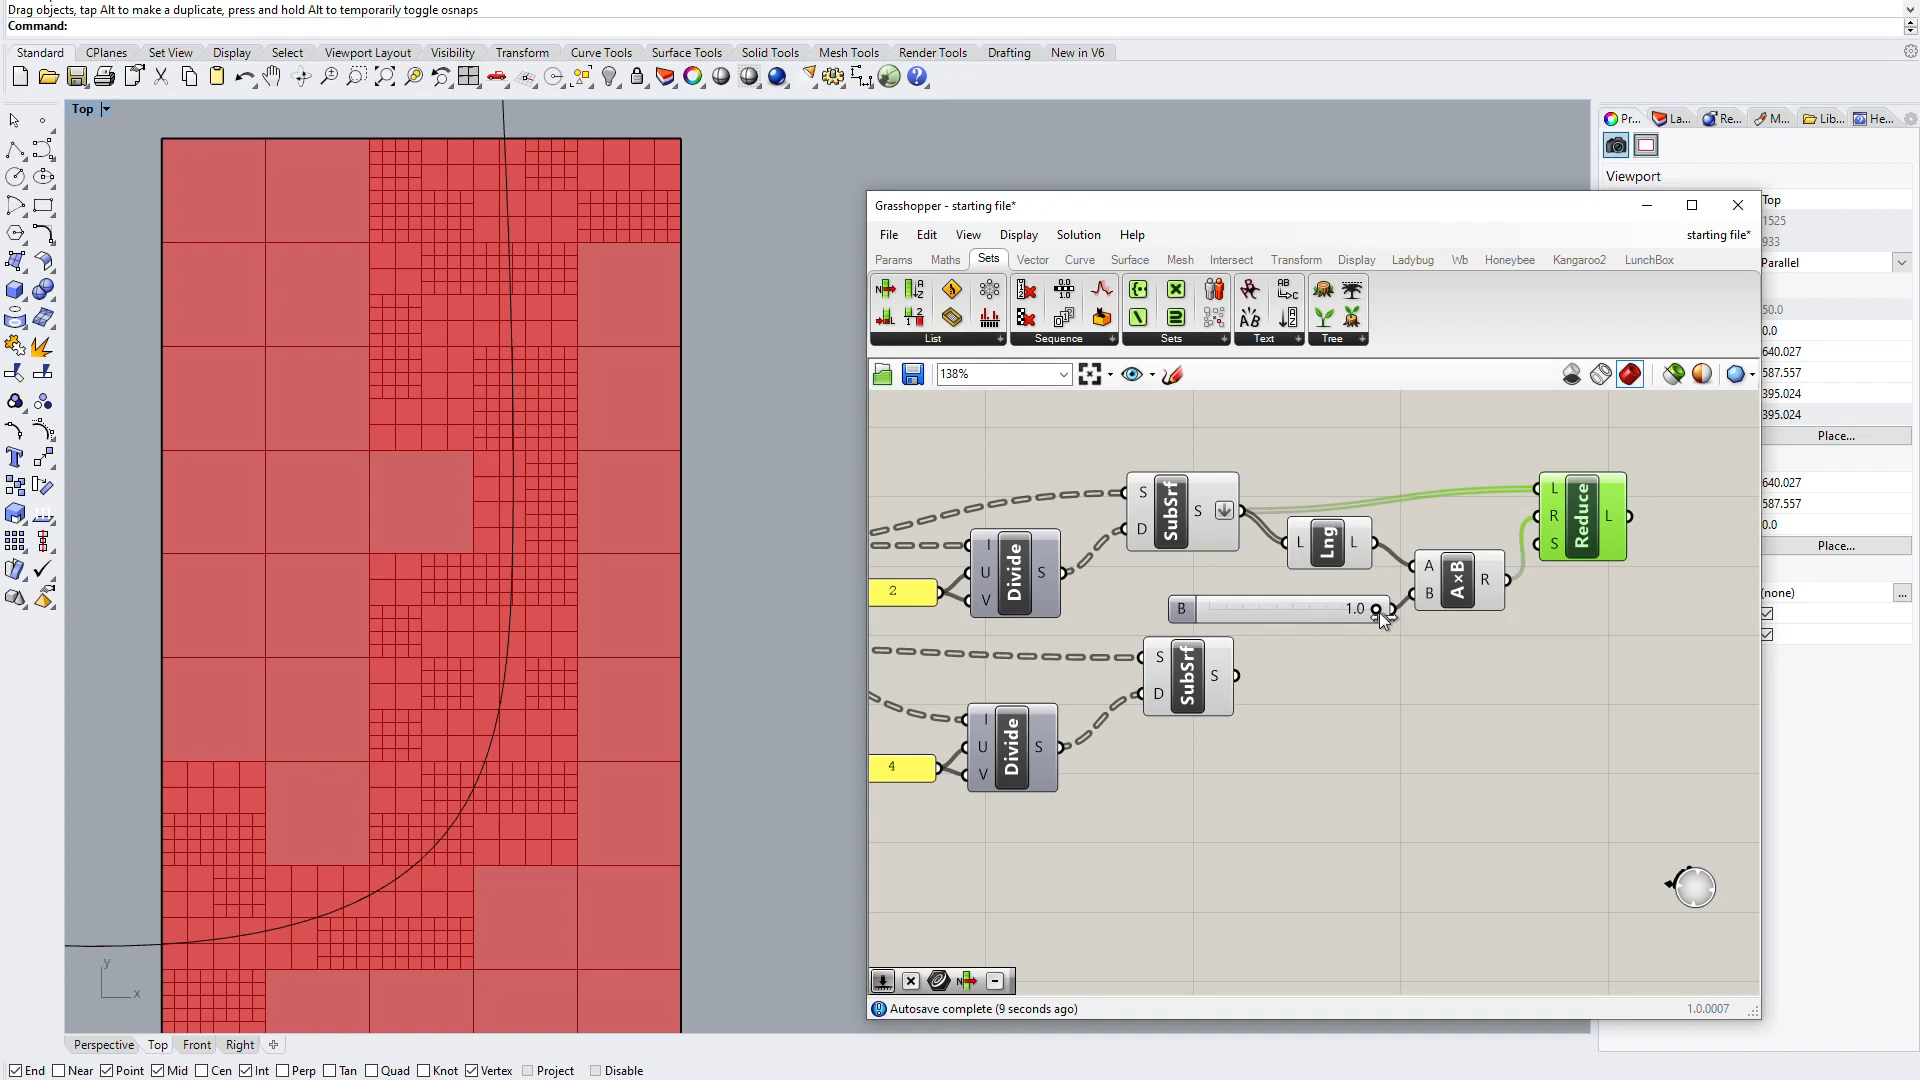 Drag objects, tap Alt to make a duplicate, press and hold Alt to temporarily toggle osnaps
Command:
Standard CPlanes Set View Display Select Viewport Layout Visibility Transform Curve Tools Surface Tools Solid Tools Mesh Tools Render Tools Drafting New in V6
Top
Pr... La... Re... M... Lib... He...
Viewport
Top
1525
933
Parallel
50.0
0.0
640.027
587.557
395.024
395.024
Place...
640.027
587.557
0.0
Place...
(none) ...
Grasshopper - starting file*
File Edit View Display Solution Help starting file*
Params Maths Sets Vector Curve Surface Mesh Intersect Transform Display Ladybug Wb Honeybee Kangaroo2 LunchBox
List Sequence Sets Text Tree
138%
S D SubSrf S
L Lng L
A B A×B R
L R S Reduce L
I U V Divide S
2
B 1.0
S D SubSrf S
I U V Divide S
4
Autosave complete (9 seconds ago) 1.0.0007
y
x
Perspective Top Front Right
End Near Point Mid Cen Int Perp Tan Quad Knot Vertex Project Disable